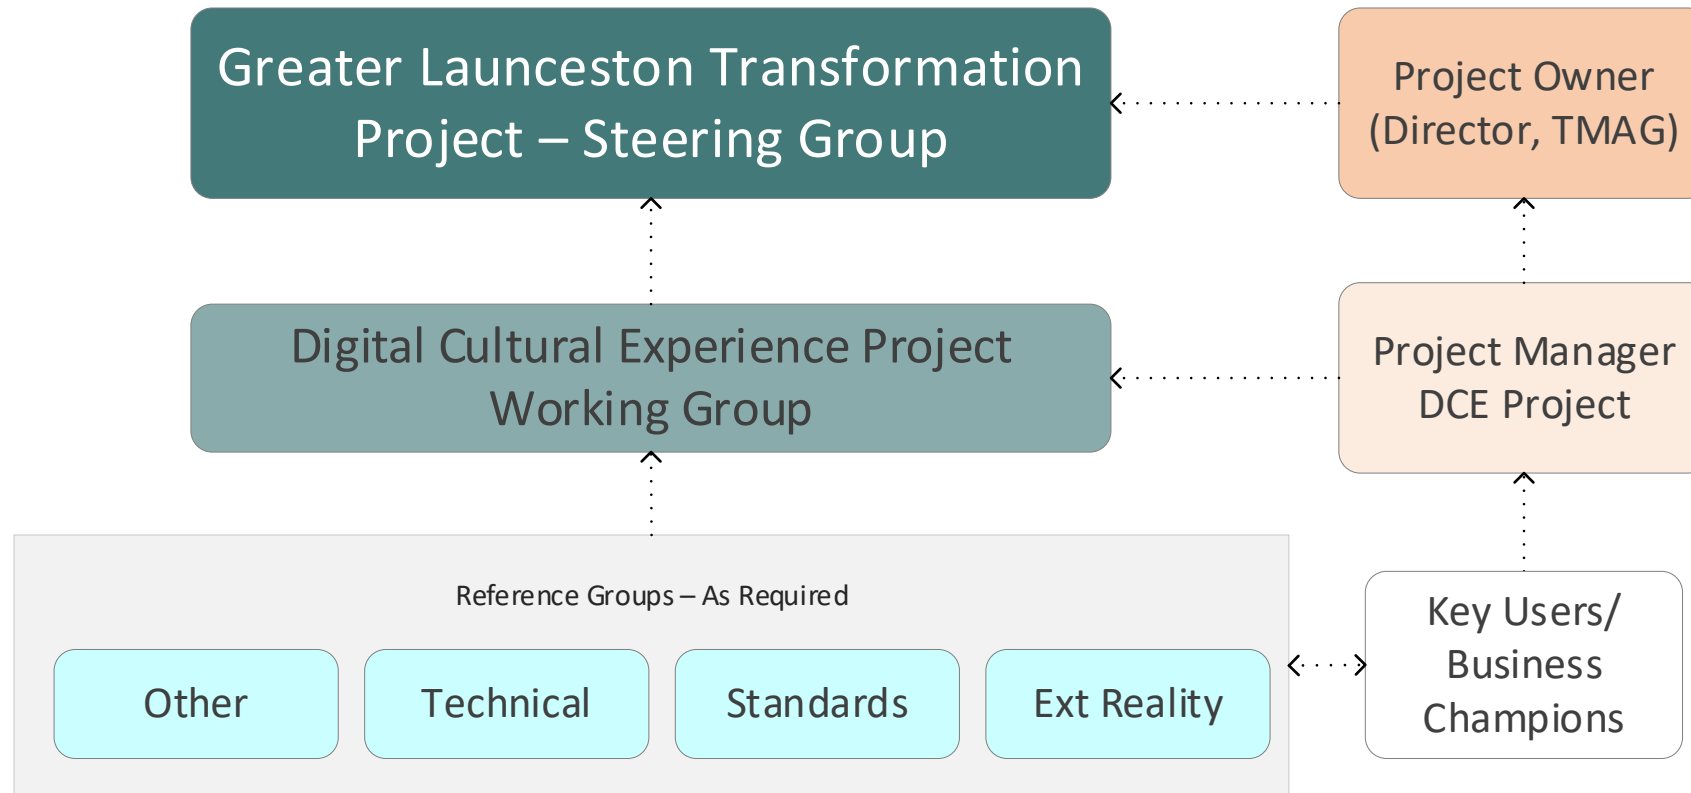 Greater Launceston Transformation
Project – Steering Group
Project Owner
(Director, TMAG)
Digital Cultural Experience Project
Working Group
Project Manager
DCE Project
Reference Groups – As Required
Other
Technical
Standards
Ext Reality
Key Users/
Business
Champions